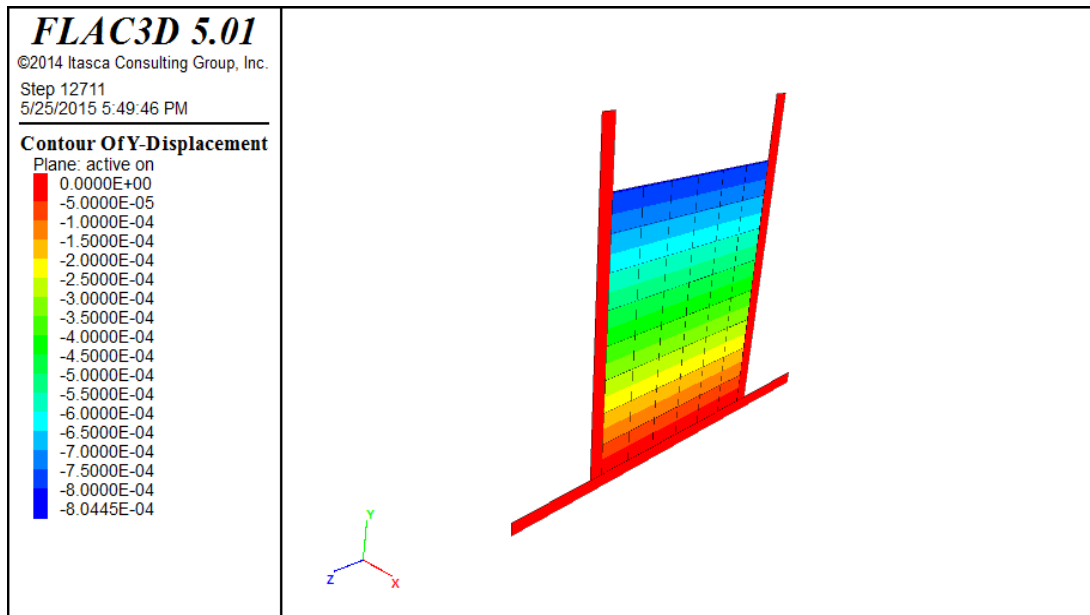 FLAC3D 5.01
©2014 Itasca Consulting Group, Inc.
Step 12711
5/25/2015 5:49:46 PM
Contour Of Y-Displacement
Plane: active on
0.0000E+00
-5.0000E-05
-1.0000E-04
-1.5000E-04
-2.0000E-04
-2.5000E-04
-3.0000E-04
-3.5000E-04
-4.0000E-04
-4.5000E-04
-5.0000E-04
-5.5000E-04
-6.0000E-04
-6.5000E-04
-7.0000E-04
-7.5000E-04
-8.0000E-04
-8.0445E-04
Y
Z
X